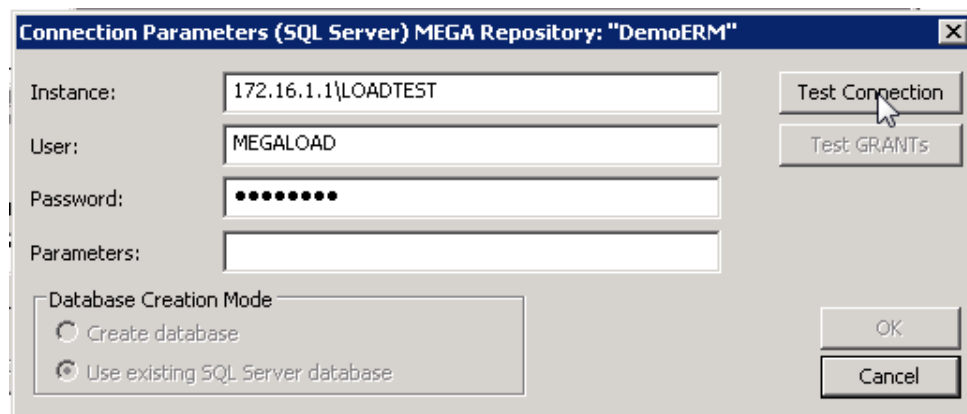 Connection Parameters (SQL Server) MEGA Repository: "DemoERM"
Instance: 172.16.1.1\LOADTEST Test Connection
User: MEGALOAD Test GRANTs
Password: ●●●●●●●●
Parameters:
Database Creation Mode
Create database OK
Use existing SQL Server database Cancel